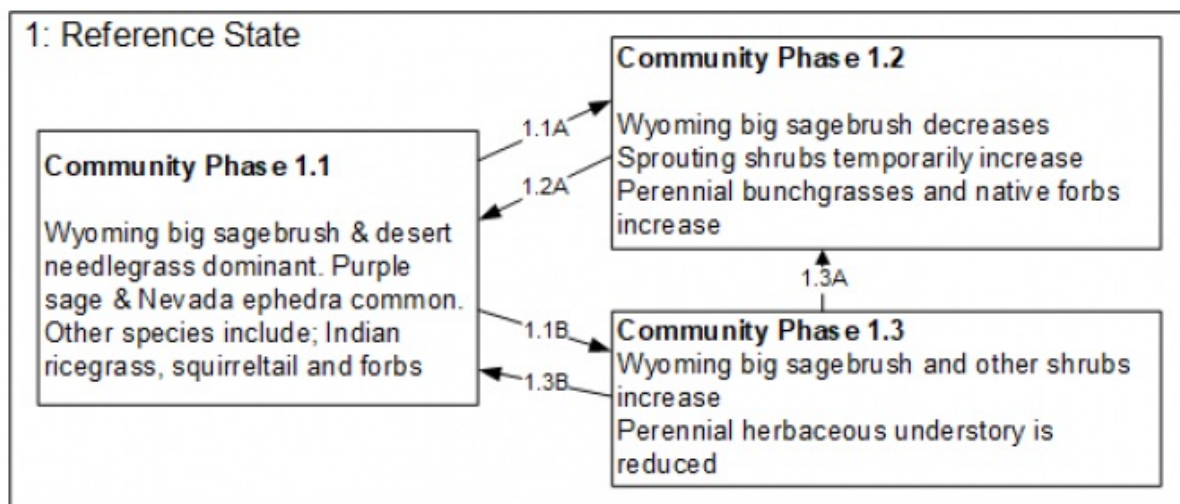 1: Reference State
Community Phase 1.1
Wyoming big sagebrush & desert
needlegrass dominant. Purple
sage & Nevada ephedra common.
Other species include; Indian
ricegrass, squirreltail and forbs
1.1A
1.2A
1.1B
1.3B
Community Phase 1.2
Wyoming big sagebrush decreases
Sprouting shrubs temporarily increase
Perennial bunchgrasses and native forbs
increase
1.3A
Community Phase 1.3
Wyoming big sagebrush and other shrubs
increase
Perennial herbaceous understory is
reduced